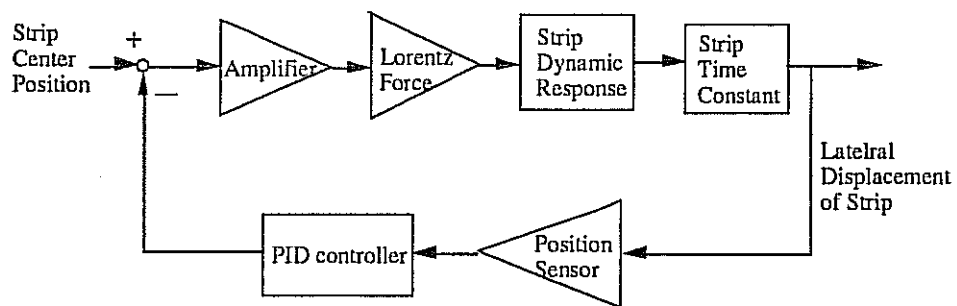 Strip
Center
Position
+
−
Amplifier
Lorentz
Force
Strip
Dynamic
Response
Strip
Time
Constant
Latelral
Displacement
of Strip
PID controller
Position
Sensor